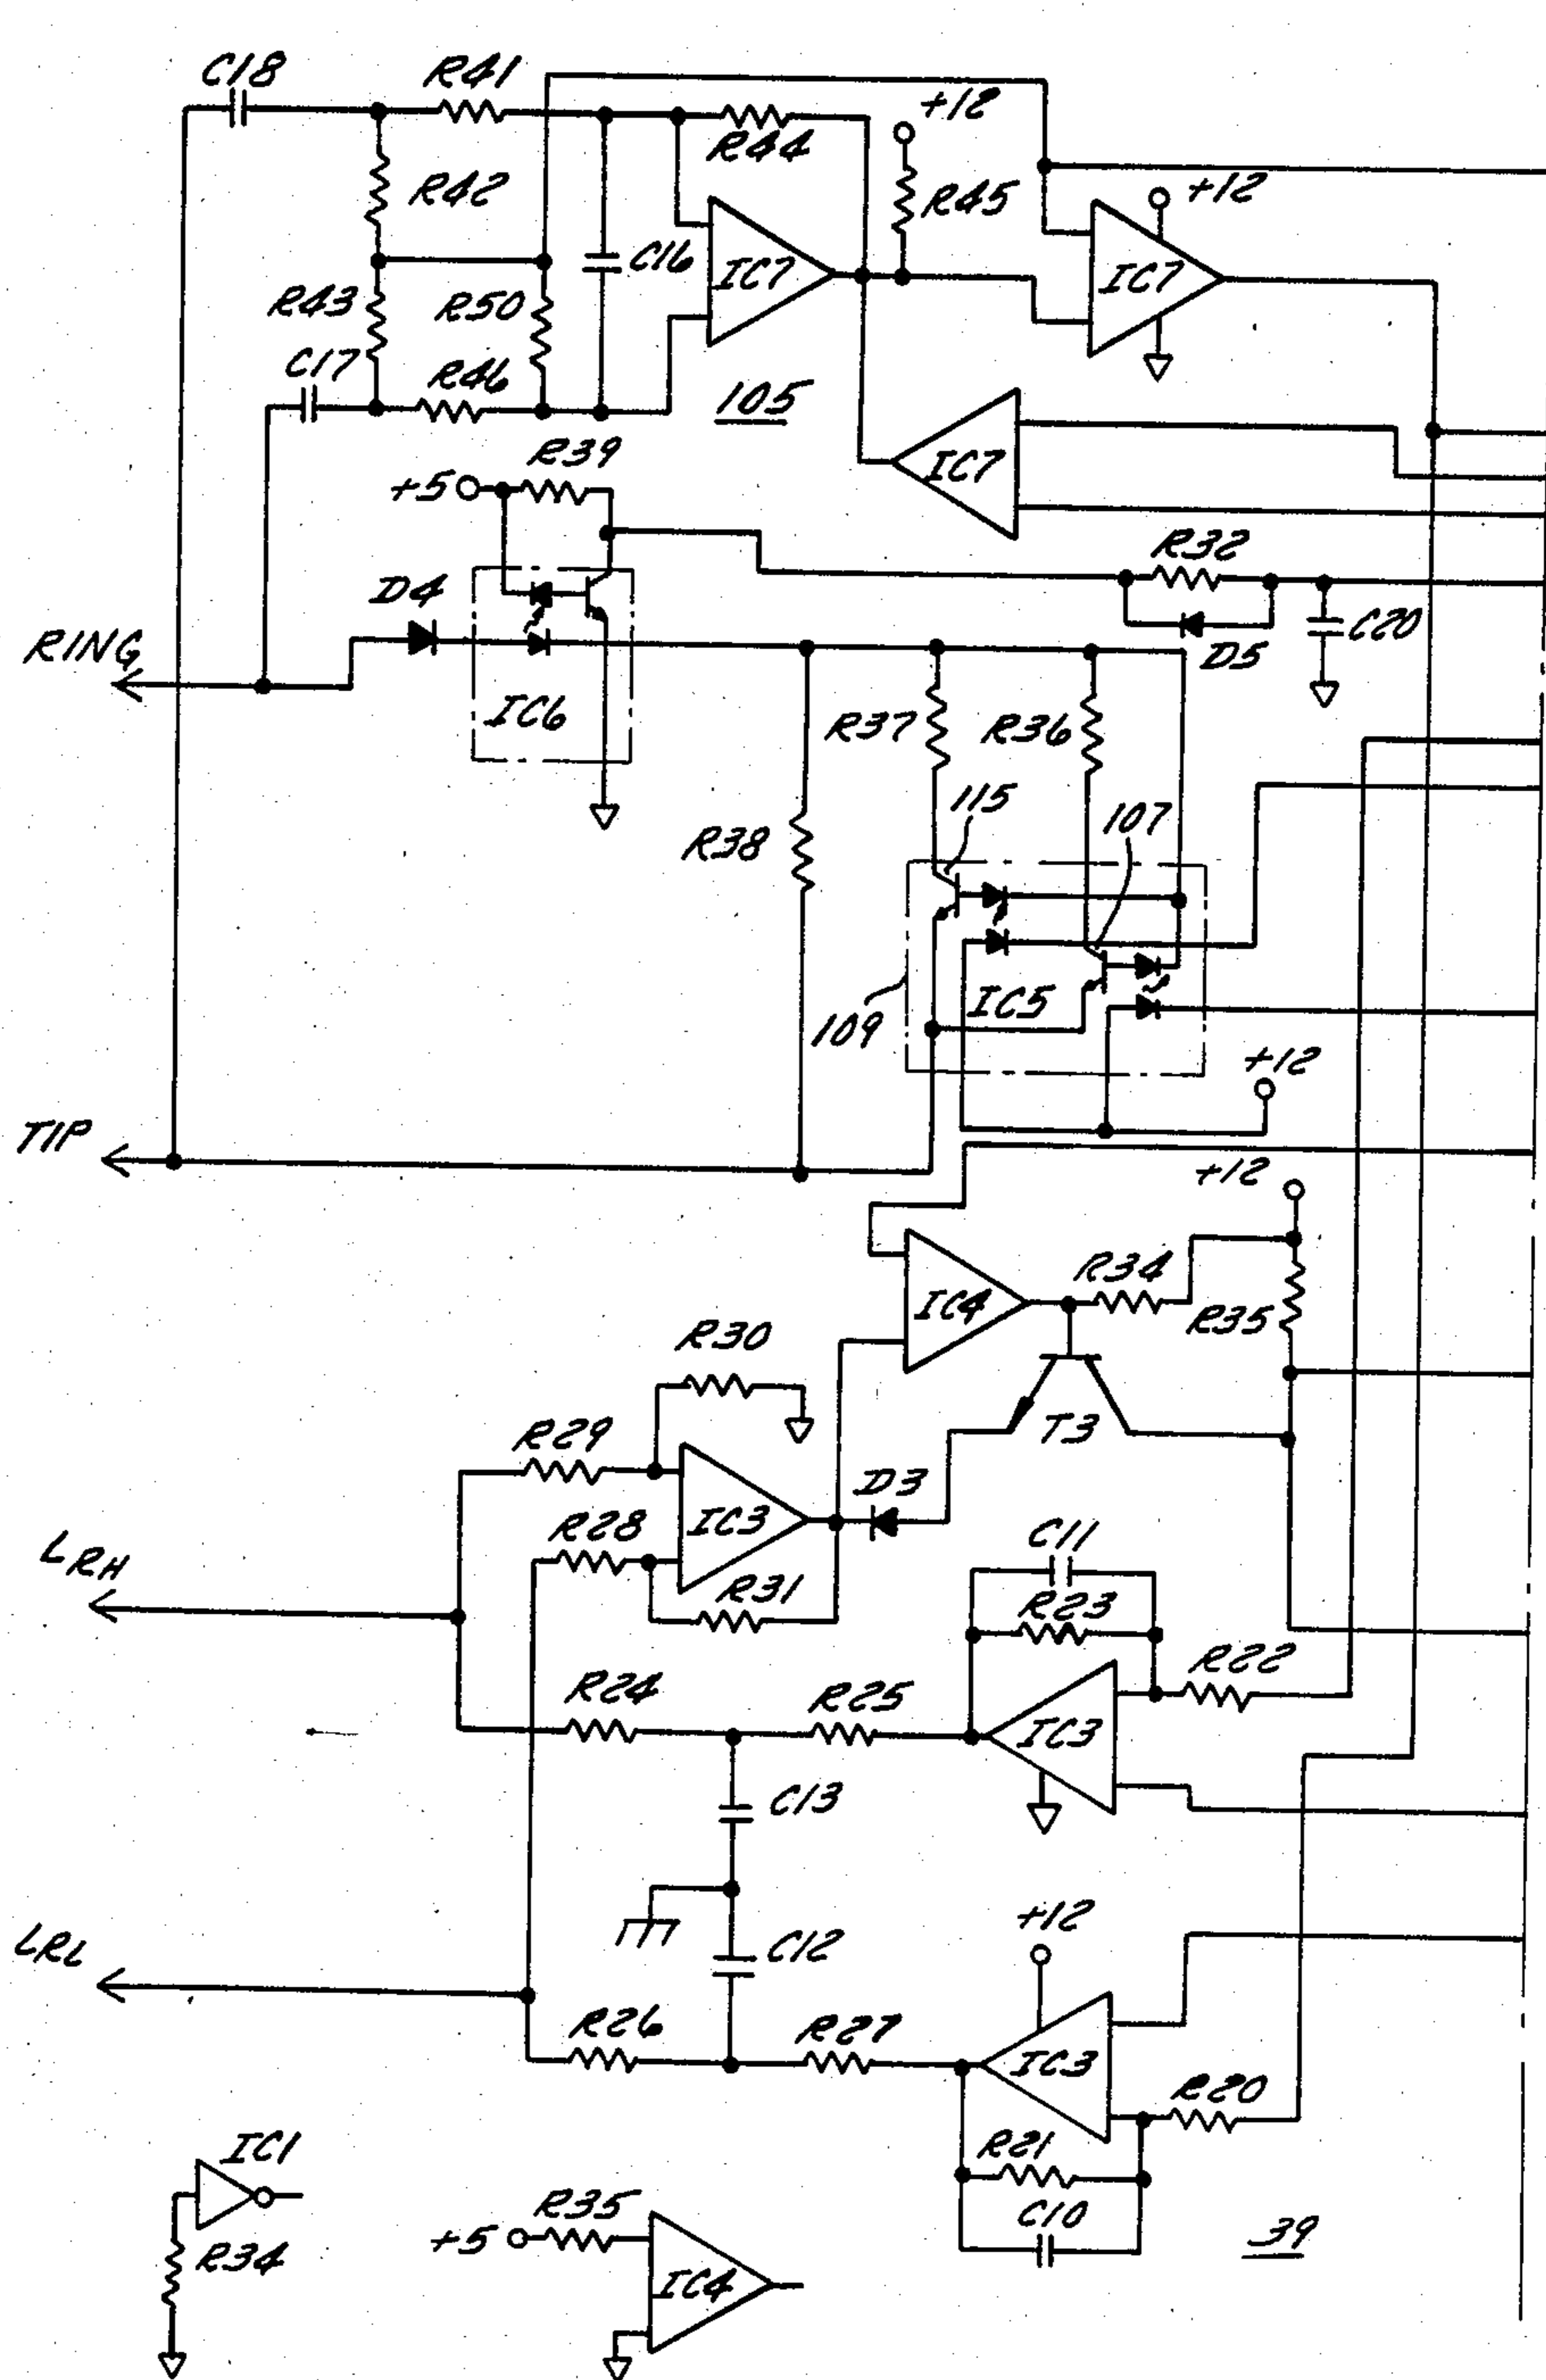 C18
R41
+12
R44
R42
R45
+12
C16
IC7
IC7
R43
R50
C17
R46
105
R39
IC7
+5
R32
D4
C20
RING
D5
IC6
R37
R36
115
107
R38
IC5
109
+12
TIP
+12
R34
IC4
R35
R30
T3
R29
D3
R28
IC3
C11
LRH
R31
R23
R22
R24
R25
IC3
C13
+12
C12
LRL
R26
R27
IC3
R20
IC1
R21
R35
C10
39
+5
R34
IC4